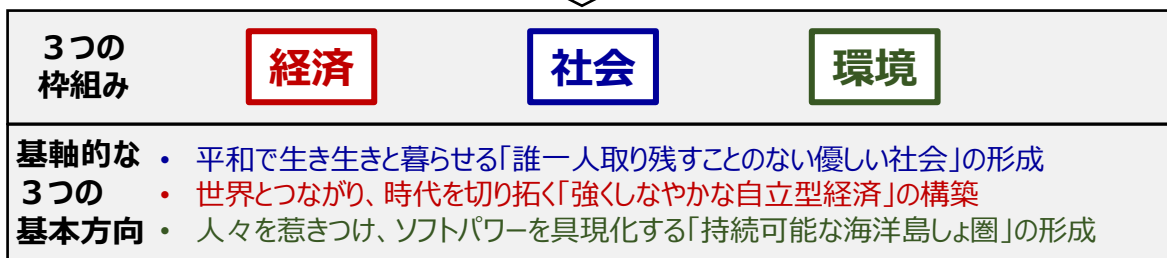 ３つの
枠組み
経済
社会
環境
基軸的な
３つの
基本方向
• 平和で生き生きと暮らせる「誰一人取り残すことのない優しい社会」の形成
• 世界とつながり、時代を切り拓く「強くしなやかな自立型経済」の構築
• 人々を惹きつけ、ソフトパワーを具現化する「持続可能な海洋島しょ圏」の形成